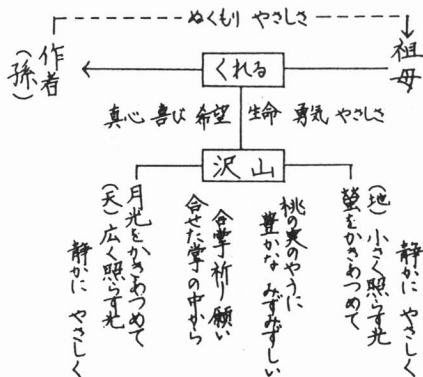 ぬくもり やさしさ
祖母
くれる
作者
(孫)
真心 喜び 希望 生命 勇気 やさしさ
沢山
静かに やさしく
(地) 小さく照らす光
螢をかきあつめて
桃の実のやうに
豊かな みずみずしい
合掌 祈り 願い
合せた掌の中から
月光をかきあつめて
(天) 広く照らす光
静かに やさしく